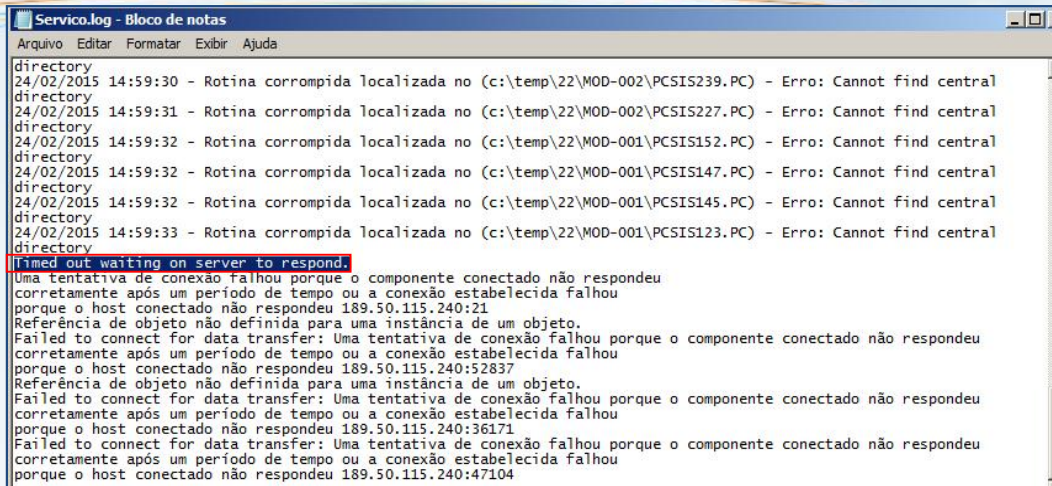 Servico.log - Bloco de notas
Arquivo Editar Formatar Exibir Ajuda
directory
24/02/2015 14:59:30 - Rotina corrompida localizada no (c:\temp\22\MOD-002\PCSIS239.PC) - Erro: Cannot find central
directory
24/02/2015 14:59:31 - Rotina corrompida localizada no (c:\temp\22\MOD-002\PCSIS227.PC) - Erro: Cannot find central
directory
24/02/2015 14:59:32 - Rotina corrompida localizada no (c:\temp\22\MOD-001\PCSIS152.PC) - Erro: Cannot find central
directory
24/02/2015 14:59:32 - Rotina corrompida localizada no (c:\temp\22\MOD-001\PCSIS147.PC) - Erro: Cannot find central
directory
24/02/2015 14:59:32 - Rotina corrompida localizada no (c:\temp\22\MOD-001\PCSIS145.PC) - Erro: Cannot find central
directory
24/02/2015 14:59:33 - Rotina corrompida localizada no (c:\temp\22\MOD-001\PCSIS123.PC) - Erro: Cannot find central
directory
Timed out waiting on server to respond.
Uma tentativa de conexão falhou porque o componente conectado não respondeu
corretamente após um período de tempo ou a conexão estabelecida falhou
porque o host conectado não respondeu 189.50.115.240:21
Referência de objeto não definida para uma instância de um objeto.
Failed to connect for data transfer: Uma tentativa de conexão falhou porque o componente conectado não respondeu
corretamente após um período de tempo ou a conexão estabelecida falhou
porque o host conectado não respondeu 189.50.115.240:52837
Referência de objeto não definida para uma instância de um objeto.
Failed to connect for data transfer: Uma tentativa de conexão falhou porque o componente conectado não respondeu
corretamente após um período de tempo ou a conexão estabelecida falhou
porque o host conectado não respondeu 189.50.115.240:36171
Failed to connect for data transfer: Uma tentativa de conexão falhou porque o componente conectado não respondeu
corretamente após um período de tempo ou a conexão estabelecida falhou
porque o host conectado não respondeu 189.50.115.240:47104